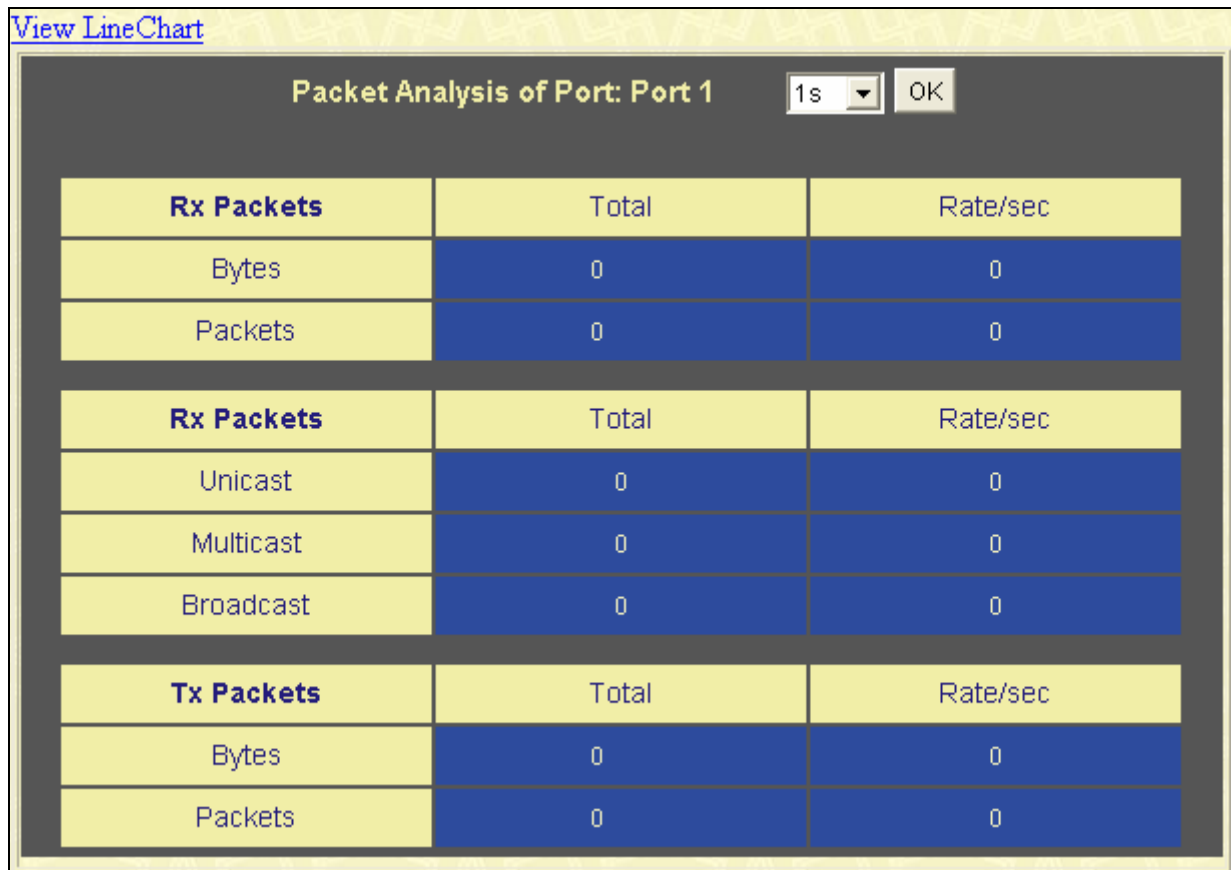 View LineChart
Packet Analysis of Port: Port 1 1s OK
Rx Packets Total Rate/sec
Bytes 0 0
Packets 0 0
Rx Packets Total Rate/sec
Unicast 0 0
Multicast 0 0
Broadcast 0 0
Tx Packets Total Rate/sec
Bytes 0 0
Packets 0 0